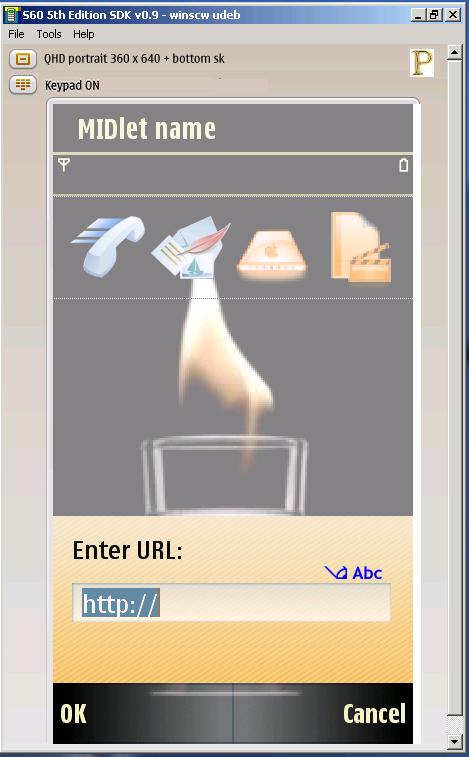 S60 5th Edition SDK v0.9 - winscw udeb
File Tools Help
QHD portrait 360 x 640 + bottom sk
P
Keypad ON
MIDlet name
Enter URL:
Abc
http://
OK Cancel